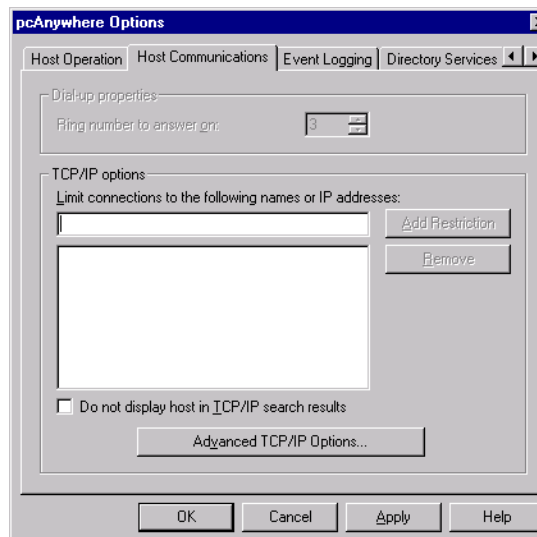 pcAnywhere Options
Host Operation Host Communications Event Logging Directory Services
Dial-up properties
Ring number to answer on: 3
TCP/IP options
Limit connections to the following names or IP addresses:
Add Restriction
Remove
Do not display host in TCP/IP search results
Advanced TCP/IP Options...
OK Cancel Apply Help